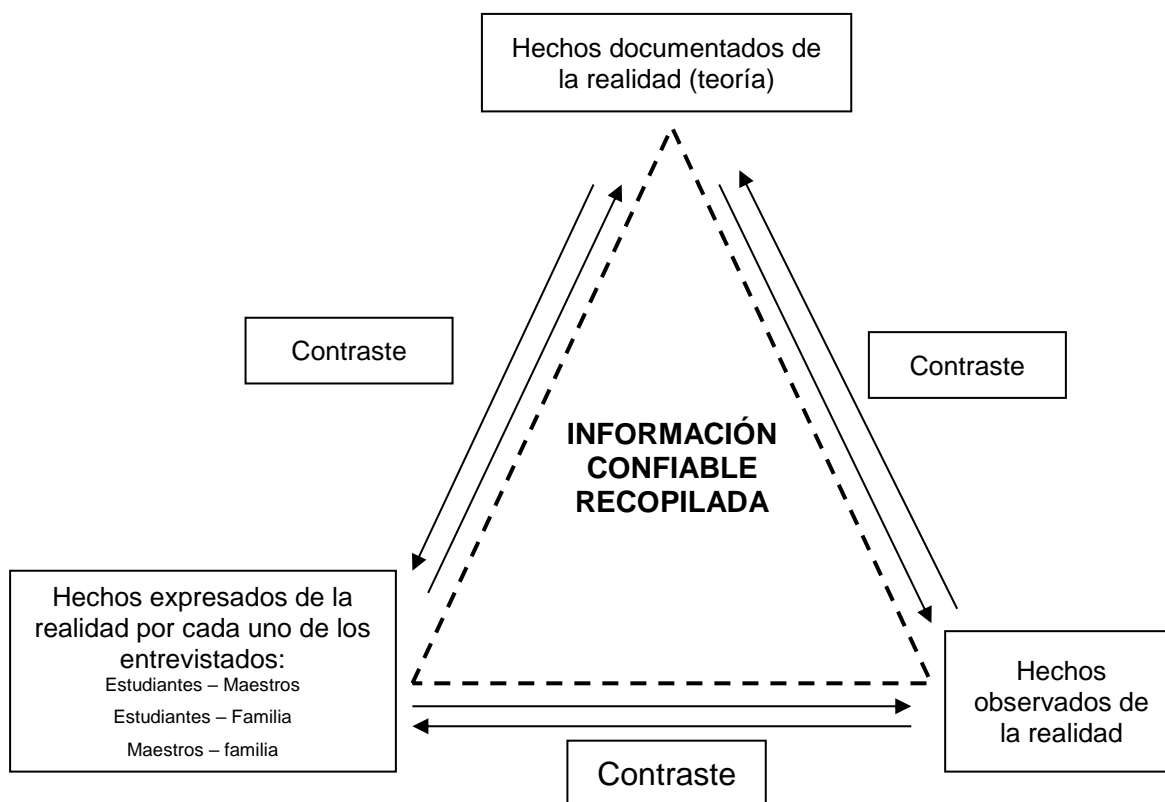 Hechos documentados de
la realidad (teoría)
Contraste
Contraste
INFORMACIÓN
CONFIABLE
RECOPILADA
Hechos expresados de la
realidad por cada uno de los
entrevistados:
Estudiantes – Maestros
Estudiantes – Familia
Maestros – familia
Hechos
observados de
la realidad
Contraste